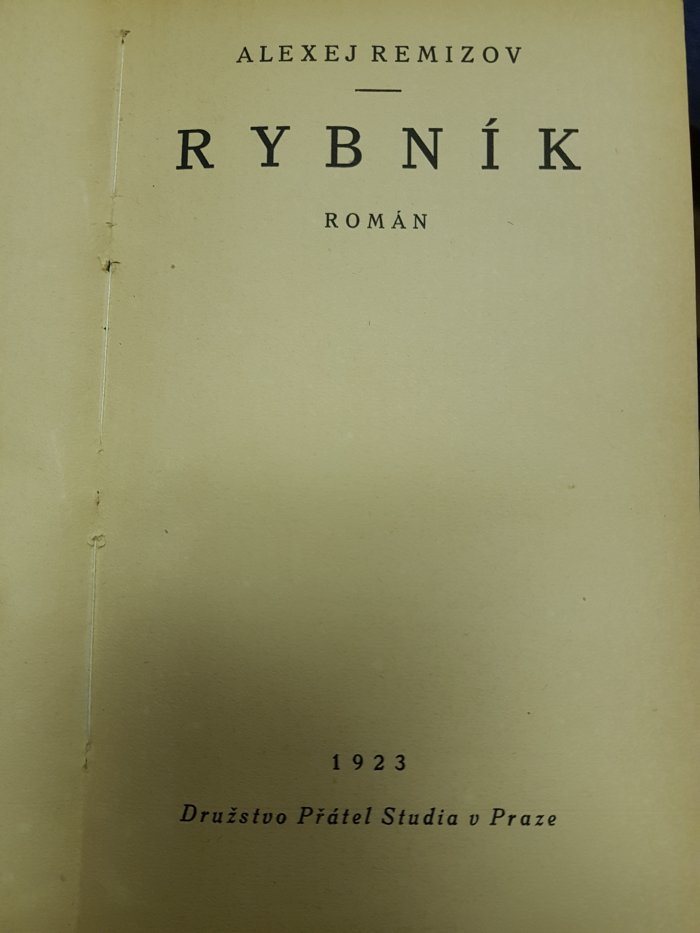 ALEXEJ REMIZOV
RYBNÍK
ROMÁN
1923
Družstvo Přátel Studia v Praze